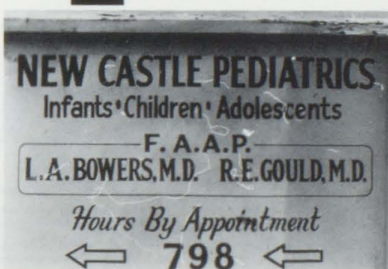 NEW CASTLE PEDIATRICS
Infants • Children • Adolescents
F. A. A. P.
L. A. BOWERS, M.D. R. E. GOULD, M.D.
Hours By Appointment
798